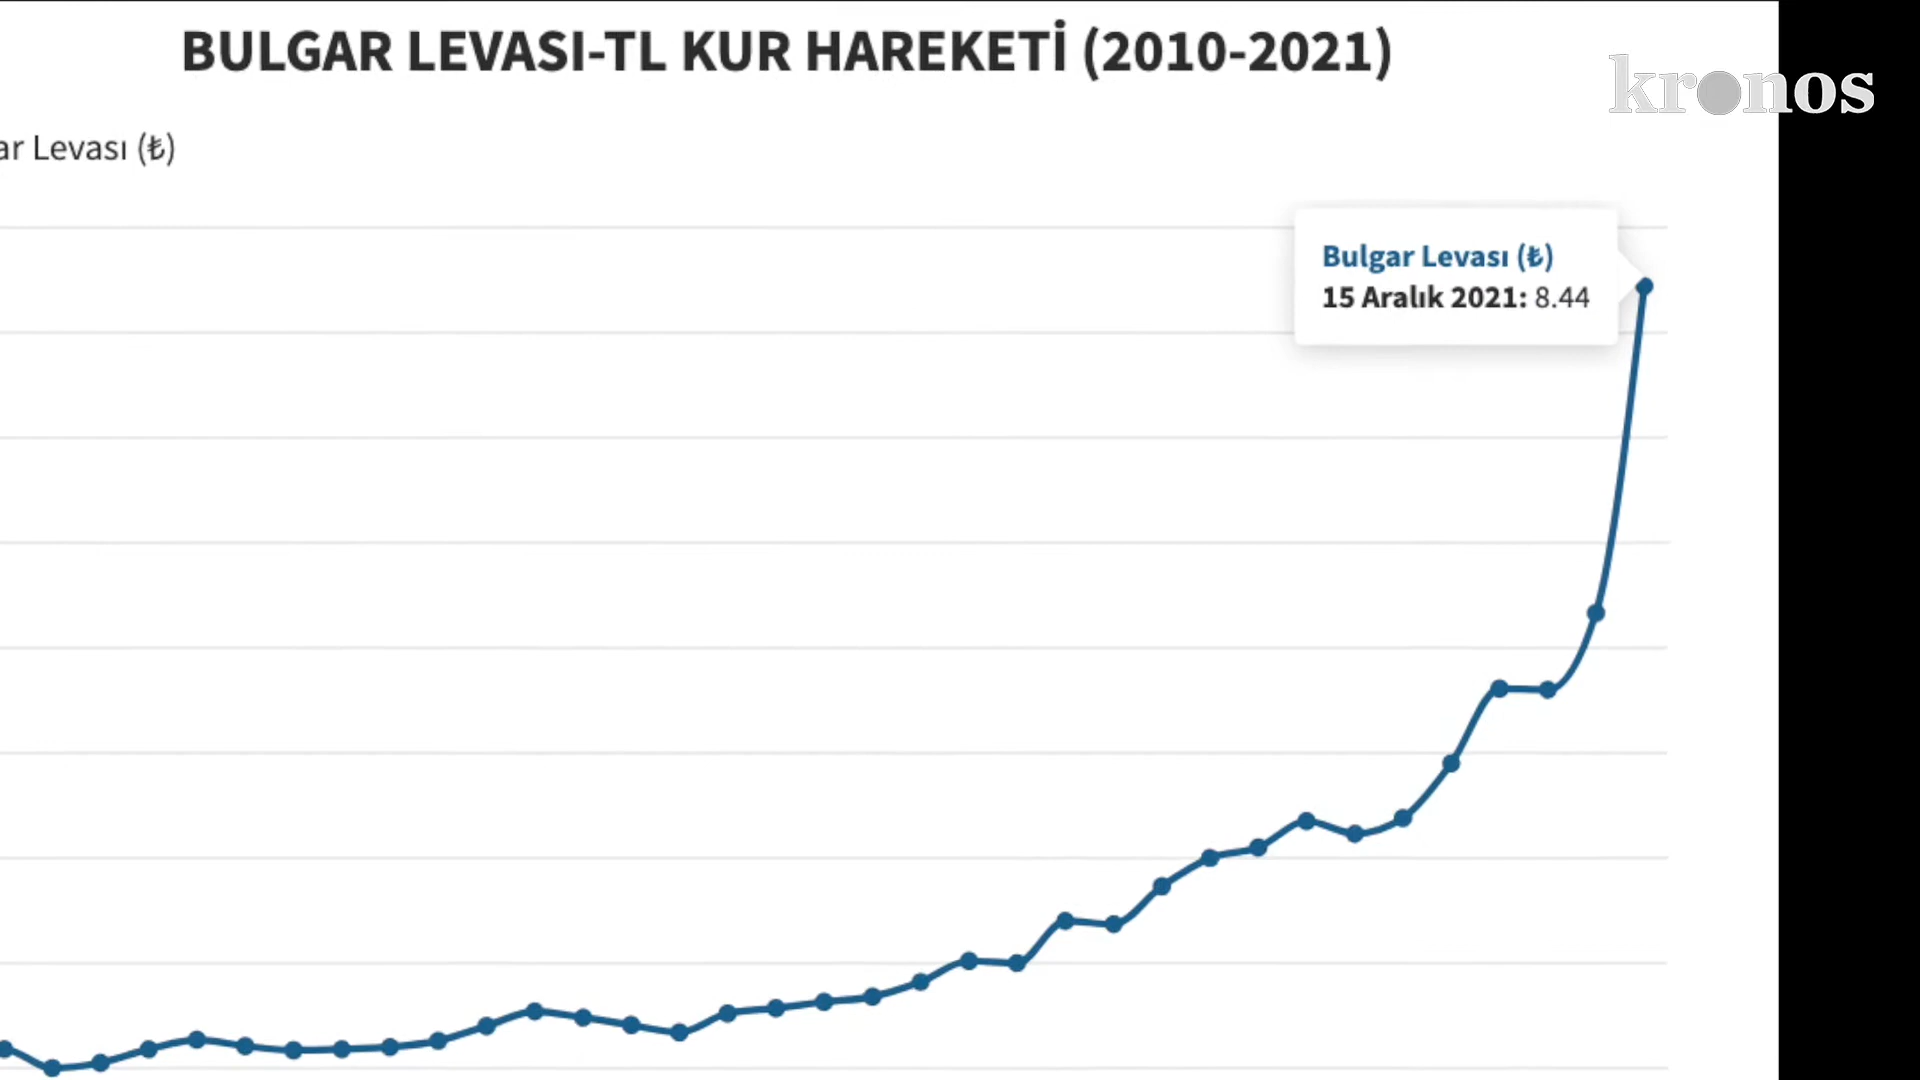 BULGAR LEVASI-TL KUR HAREKETİ (2010-2021)
kronos
ar Levası (₺)
Bulgar Levası (₺)
15 Aralık 2021: 8.44